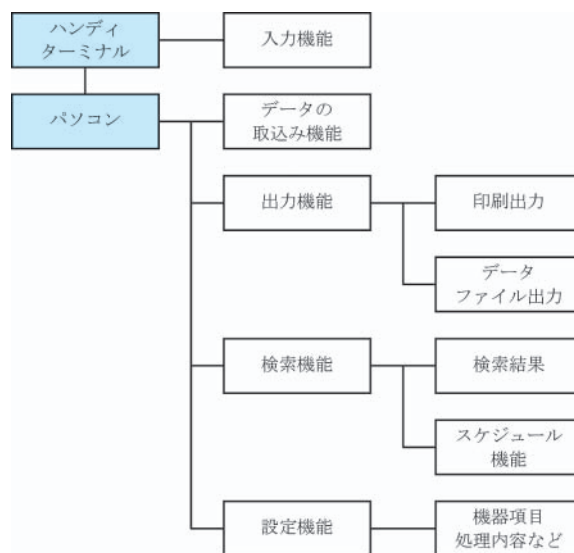 ハンディ
ターミナル
入力機能
パソコン
データの
取込み機能
出力機能
印刷出力
データ
ファイル出力
検索機能
検索結果
スケジュール
機能
設定機能
機器項目
処理内容など